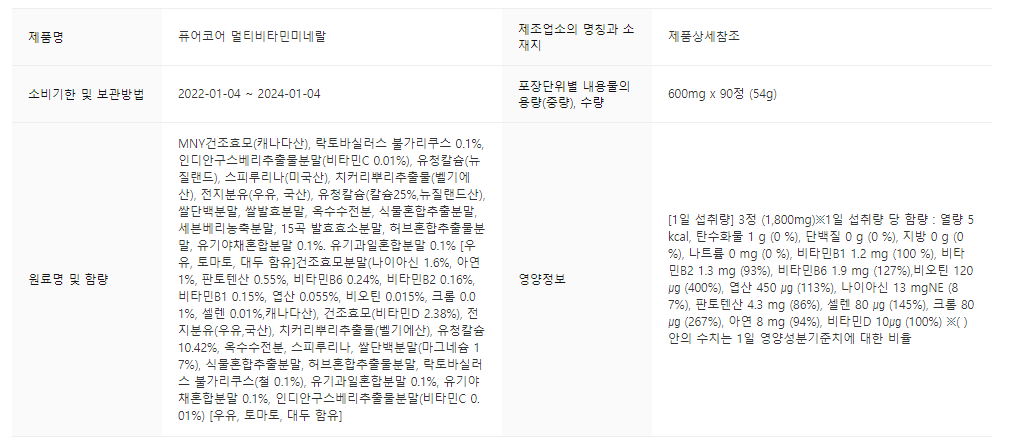 제품명
퓨어코어 멀티비타민미네랄
제조업소의 명칭과 소
재지
제품상세참조
소비기한 및 보관방법
2022-01-04 ~ 2024-01-04
포장단위별 내용물의
용량(중량), 수량
600mg x 90정 (54g)
원료명 및 함량
MNY건조효모(캐나다산), 락토바실러스 불가리쿠스 0.1%,
인디안구스베리추출물분말(비타민C 0.01%), 유청칼슘(뉴
질랜드), 스피루리나(미국산), 치커리뿌리추출물(벨기에
산), 전지분유(우유, 국산), 유청칼슘(칼슘25%,뉴질랜드산),
쌀단백분말, 쌀발효분말, 옥수수전분, 식물혼합추출분말,
세븐베리농축분말, 15곡 발효효소분말, 허브혼합추출물분
말, 유기야채혼합분말 0.1%. 유기과일혼합분말 0.1% [우
유, 토마토, 대두 함유]건조효모분말(나이아신 1.6%, 아연
1%, 판토텐산 0.55%, 비타민B6 0.24%, 비타민B2 0.16%,
비타민B1 0.15%, 엽산 0.055%, 비오틴 0.015%, 크롬 0.0
1%, 셀렌 0.01%,캐나다산), 건조효모(비타민D 2.38%), 전
지분유(우유,국산), 치커리뿌리추출물(벨기에산), 유청칼슘
10.42%, 옥수수전분, 스피루리나, 쌀단백분말(마그네슘 1
7%), 식물혼합추출분말, 허브혼합추출물분말, 락토바실러
스 불가리쿠스(철 0.1%), 유기과일혼합분말 0.1%, 유기야
채혼합분말 0.1%, 인디안구스베리추출물분말(비타민C 0.
01%) [우유, 토마토, 대두 함유]
영양정보
[1일 섭취량] 3정 (1,800mg)※1일 섭취량 당 함량 : 열량 5
kcal, 탄수화물 1 g (0 %), 단백질 0 g (0 %), 지방 0 g (0
%), 나트륨 0 mg (0 %), 비타민B1 1.2 mg (100 %), 비타
민B2 1.3 mg (93%), 비타민B6 1.9 mg (127%),비오틴 120
㎍ (400%), 엽산 450 ㎍ (113%), 나이아신 13 mgNE (8
7%), 판토텐산 4.3 mg (86%), 셀렌 80 ㎍ (145%), 크롬 80
㎍ (267%), 아연 8 mg (94%), 비타민D 10㎍ (100%) ※( )
안의 수치는 1일 영양성분기준치에 대한 비율